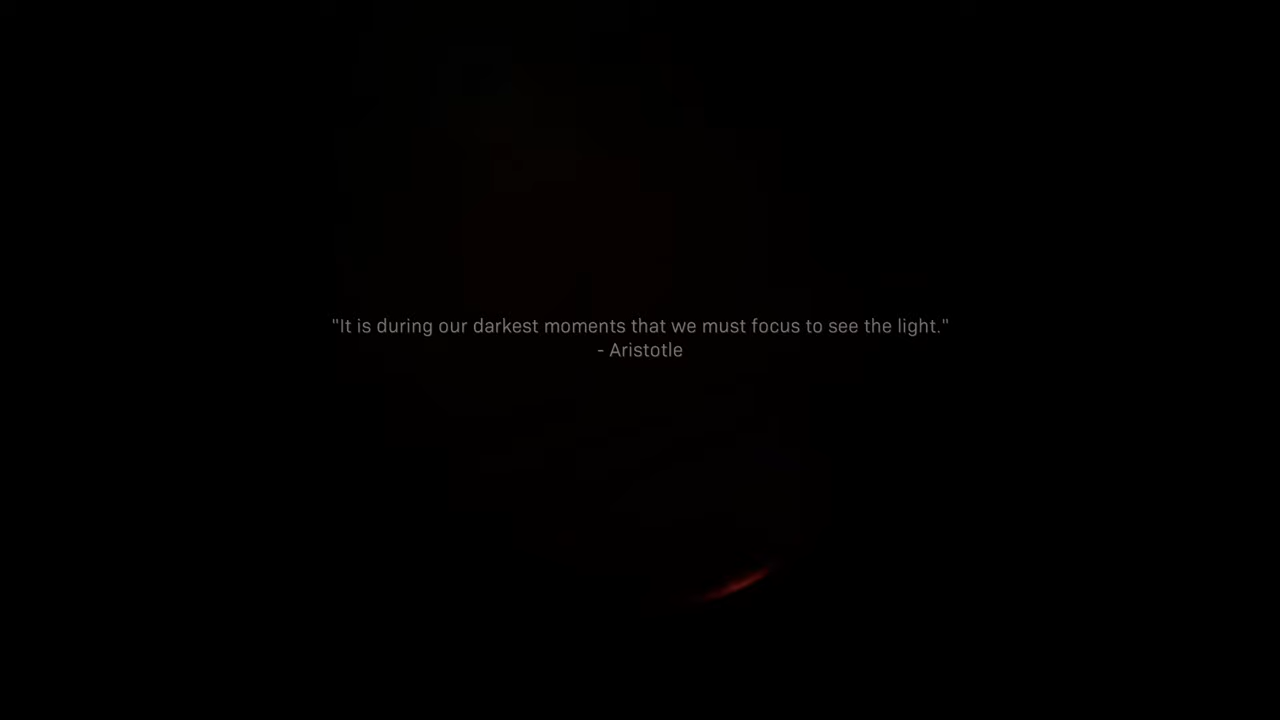 "It is during our darkest moments that we must focus to see the light."
- Aristotle